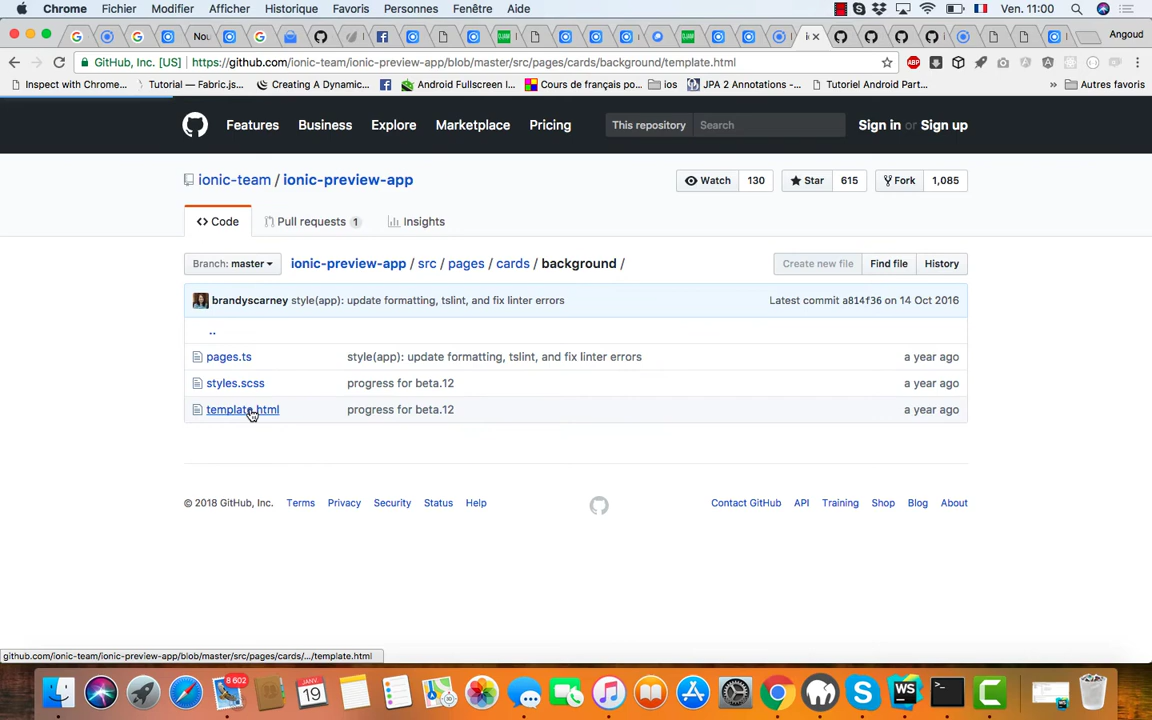 Chrome Fichier Modifier Afficher Historique Favoris Personnes Fenêtre Aide Ven. 11:00
Nou Angoud
GitHub, Inc. [US] https://github.com/ionic-team/ionic-preview-app/blob/master/src/pages/cards/background/template.html
Inspect with Chrome... Tutorial — Fabric.js... Creating A Dynamic... Android Fullscreen I... Cours de français po... ios JPA 2 Annotations -... Tutoriel Android Part... » Autres favoris
Features Business Explore Marketplace Pricing This repository Search Sign in or Sign up
ionic-team / ionic-preview-app Watch 130 Star 615 Fork 1,085
Code Pull requests 1 Insights
Branch: master ionic-preview-app / src / pages / cards / background / Create new file Find file History
brandyscarney style(app): update formatting, tslint, and fix linter errors Latest commit a814f36 on 14 Oct 2016
..
pages.ts style(app): update formatting, tslint, and fix linter errors a year ago
styles.scss progress for beta.12 a year ago
template.html progress for beta.12 a year ago
© 2018 GitHub, Inc. Terms Privacy Security Status Help Contact GitHub API Training Shop Blog About
github.com/ionic-team/ionic-preview-app/blob/master/src/pages/cards/.../template.html
8 602
19
WS